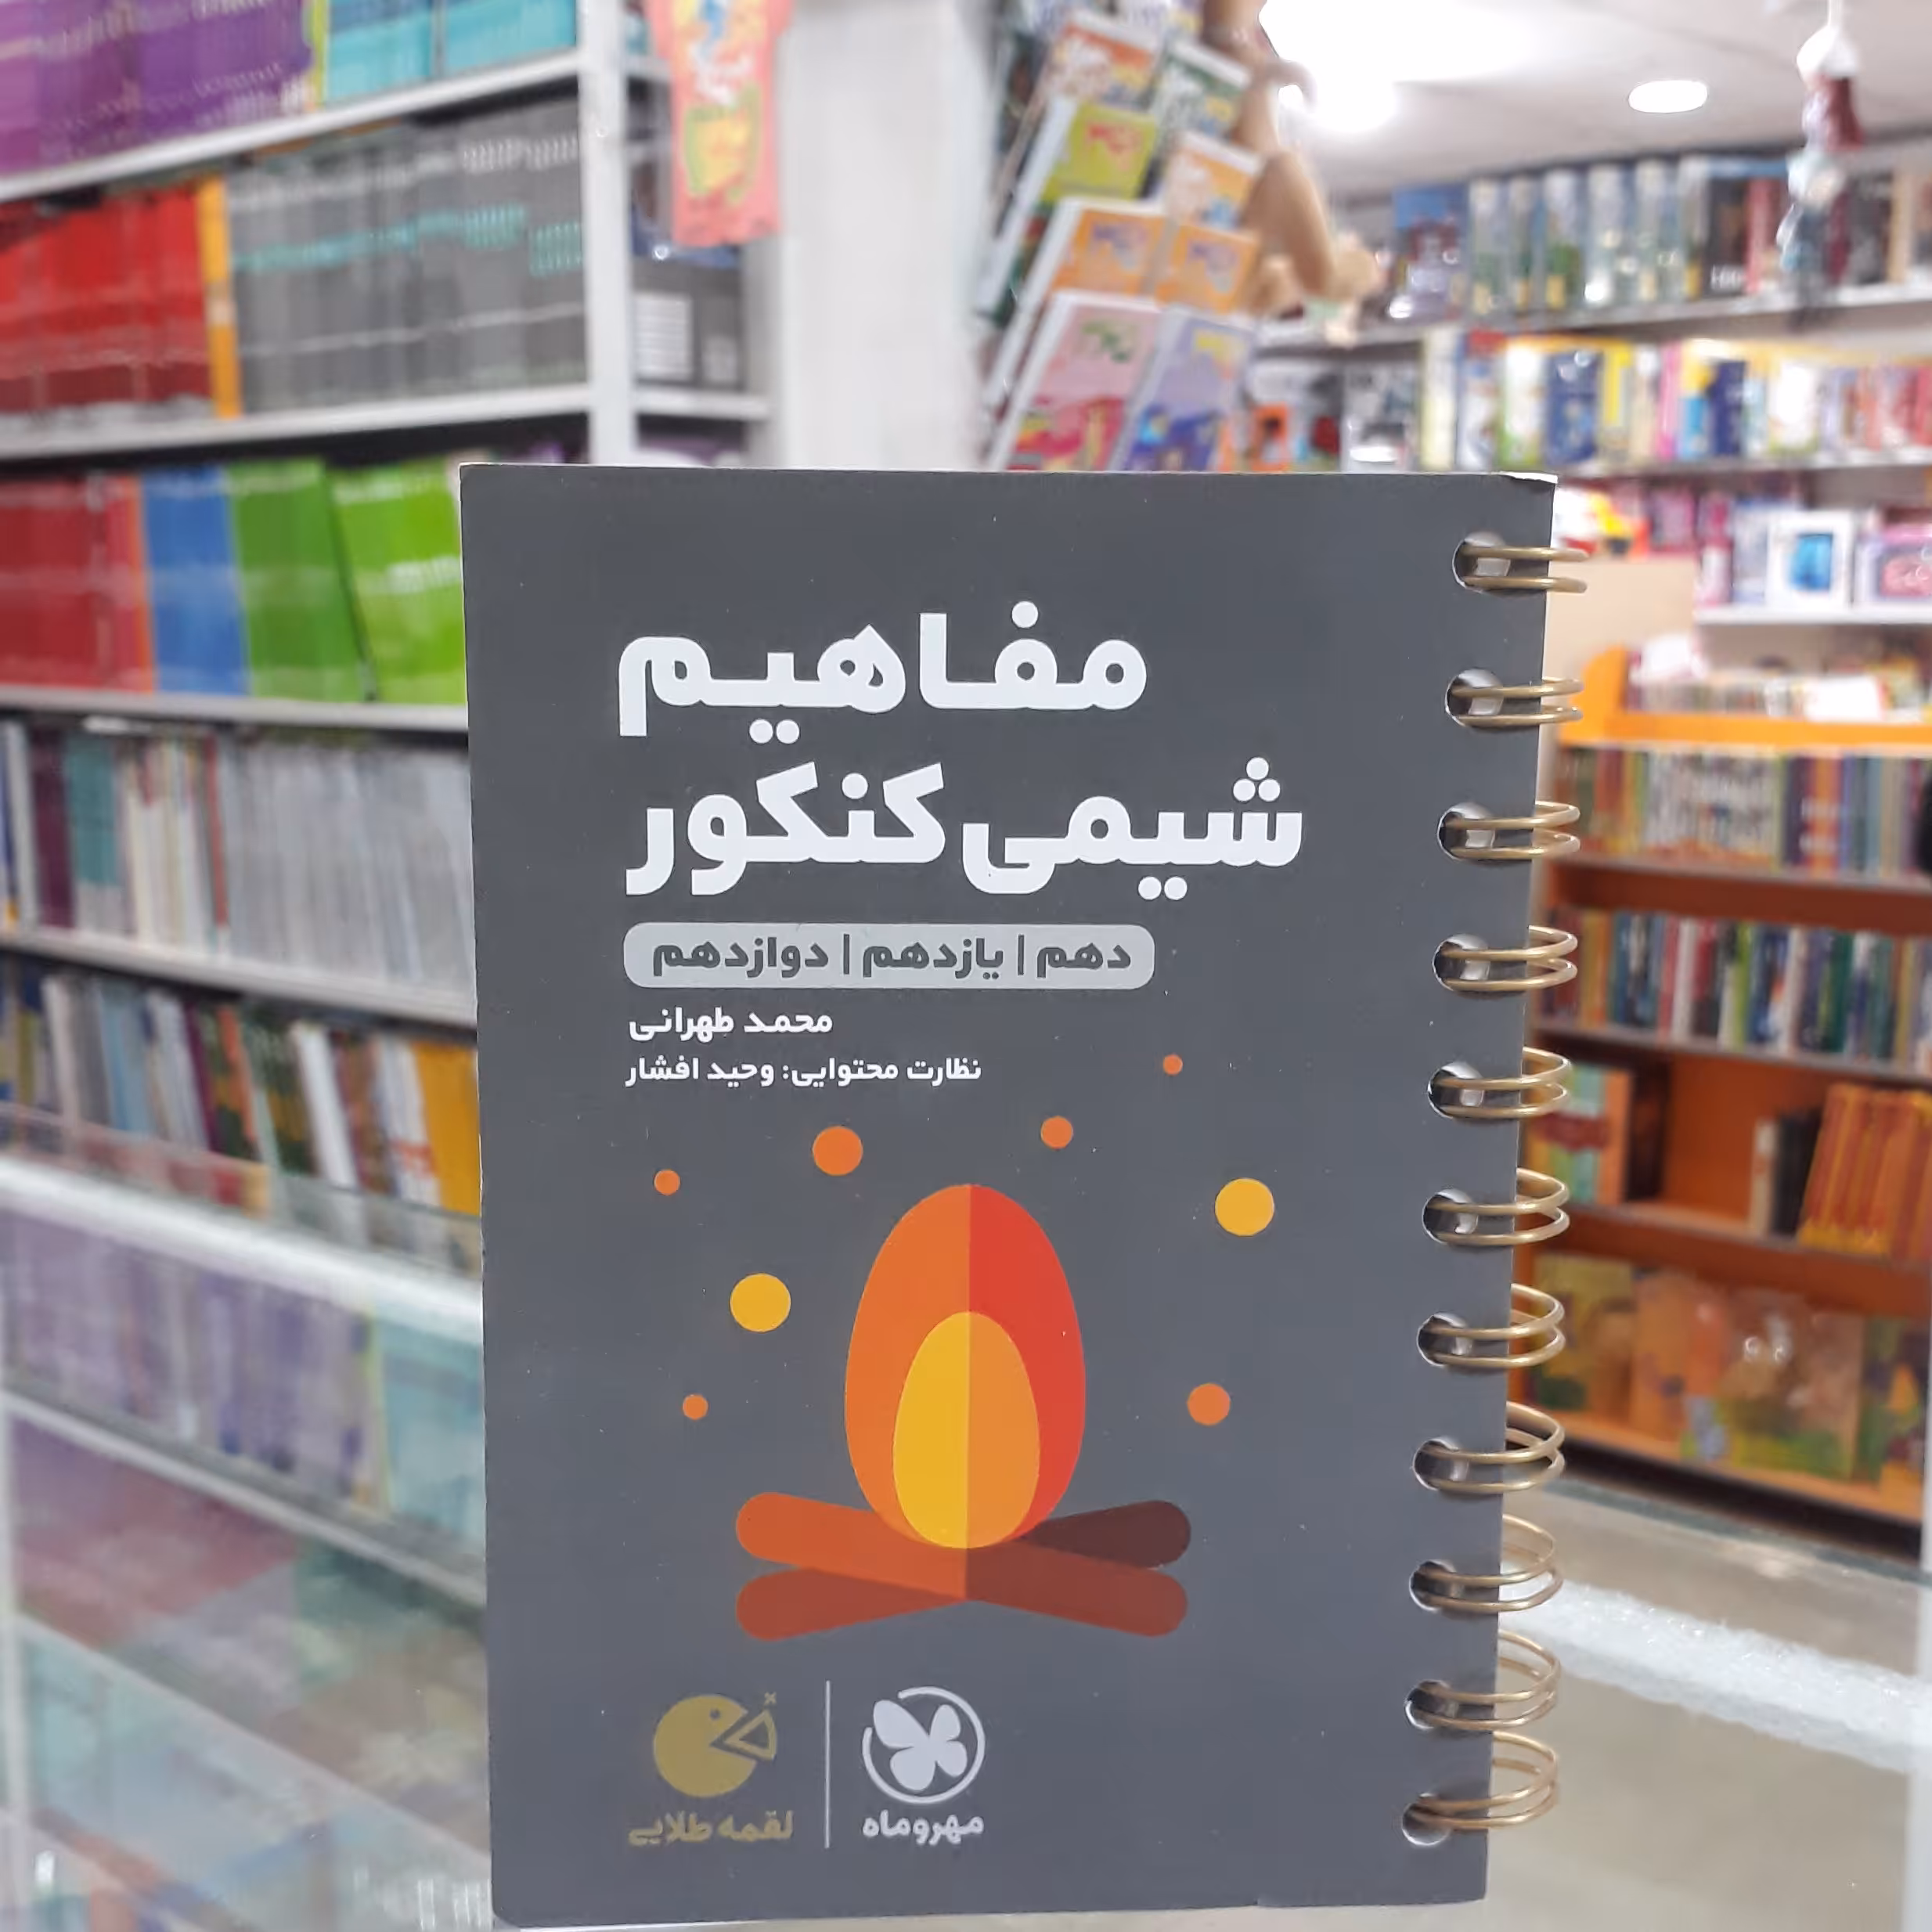 مفاهیم
شیمی کنکور
دهم | یازدهم | دوازدهم
محمد طهرانی
نظارت محتوایی: وحید افشار
مهروماه
لقمه طلایی